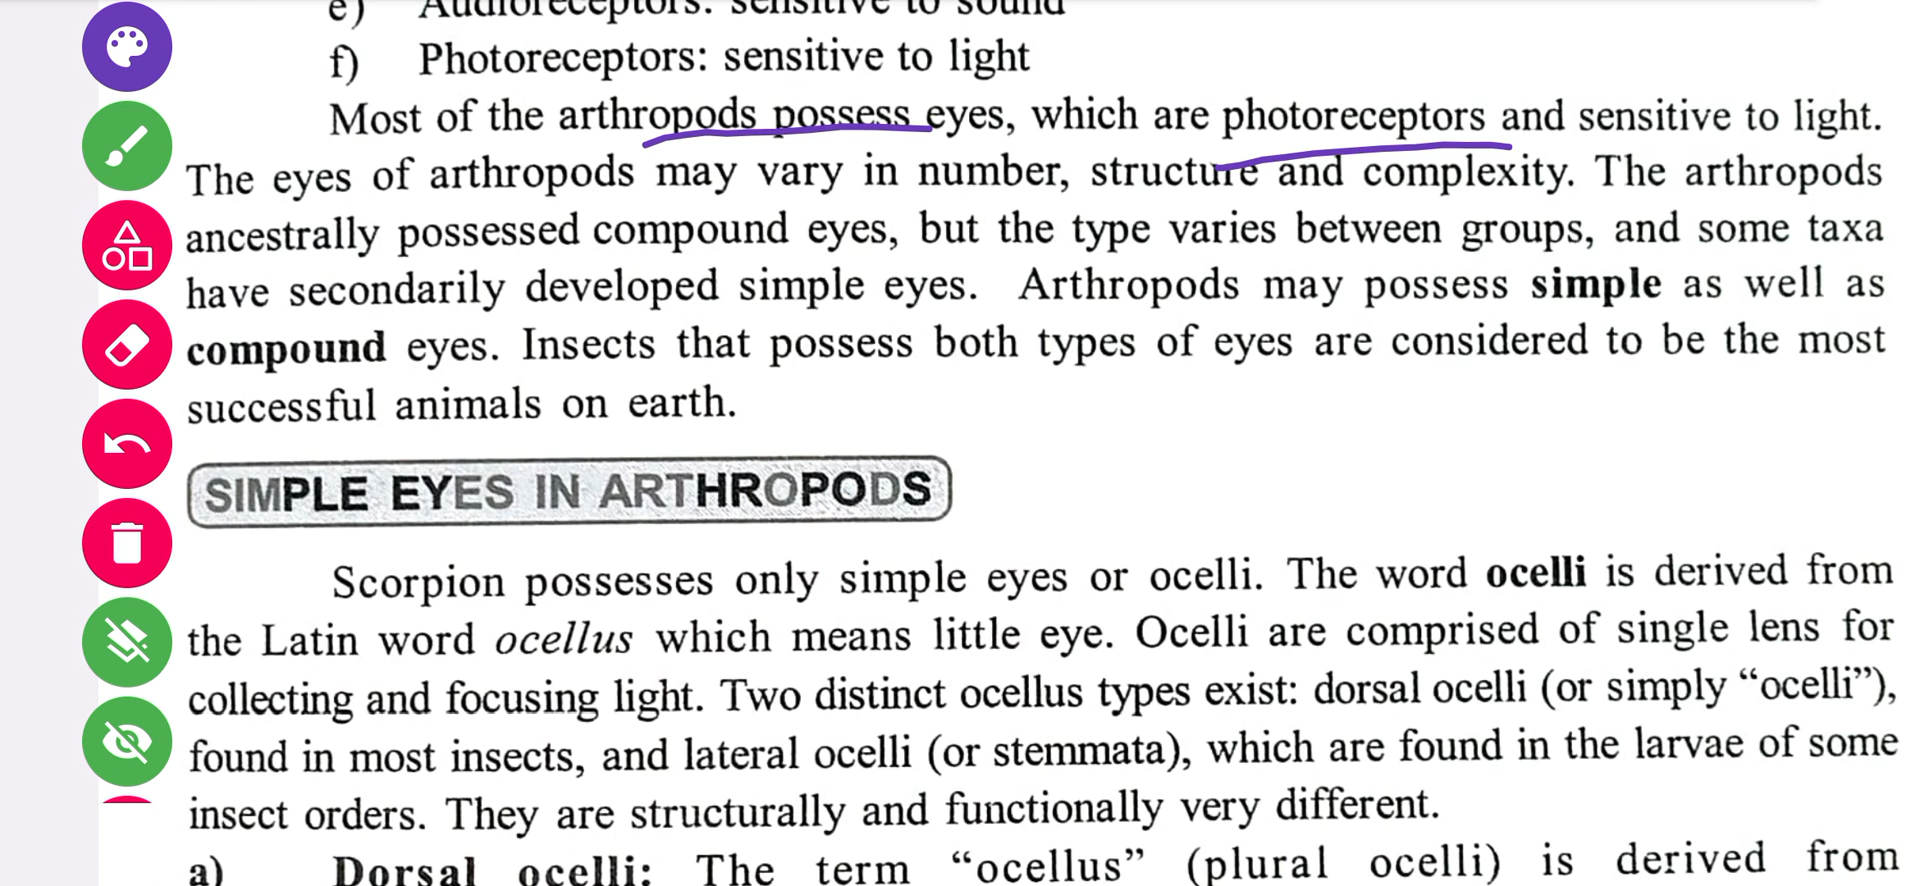 e) Audioreceptors: sensitive to sound
f) Photoreceptors: sensitive to light
Most of the arthropods possess eyes, which are photoreceptors and sensitive to light.
The eyes of arthropods may vary in number, structure and complexity. The arthropods
ancestrally possessed compound eyes, but the type varies between groups, and some taxa
have secondarily developed simple eyes. Arthropods may possess simple as well as
compound eyes. Insects that possess both types of eyes are considered to be the most
successful animals on earth.
SIMPLE EYES IN ARTHROPODS
Scorpion possesses only simple eyes or ocelli. The word ocelli is derived from
the Latin word ocellus which means little eye. Ocelli are comprised of single lens for
collecting and focusing light. Two distinct ocellus types exist: dorsal ocelli (or simply “ocelli”),
found in most insects, and lateral ocelli (or stemmata), which are found in the larvae of some
insect orders. They are structurally and functionally very different.
a) Dorsal ocelli: The term “ocellus” (plural ocelli) is derived from